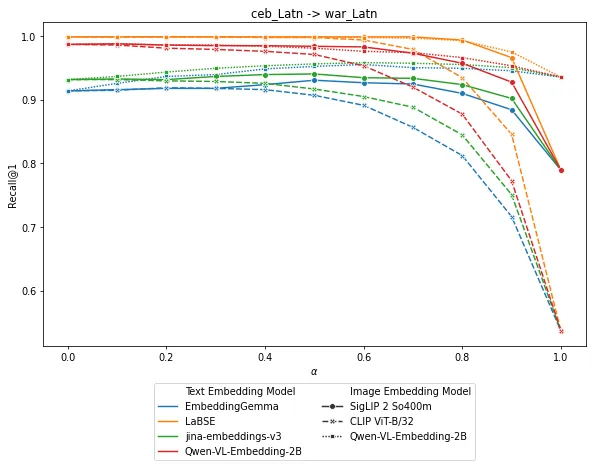 ceb_Latn -> war_Latn
Recall@1
1.0
0.9
0.8
0.7
0.6
0.0
0.2
0.4
0.6
0.8
1.0
α
Text Embedding Model
EmbeddingGemma
LaBSE
jina-embeddings-v3
Qwen-VL-Embedding-2B
Image Embedding Model
SigLIP 2 So400m
CLIP ViT-B/32
Qwen-VL-Embedding-2B